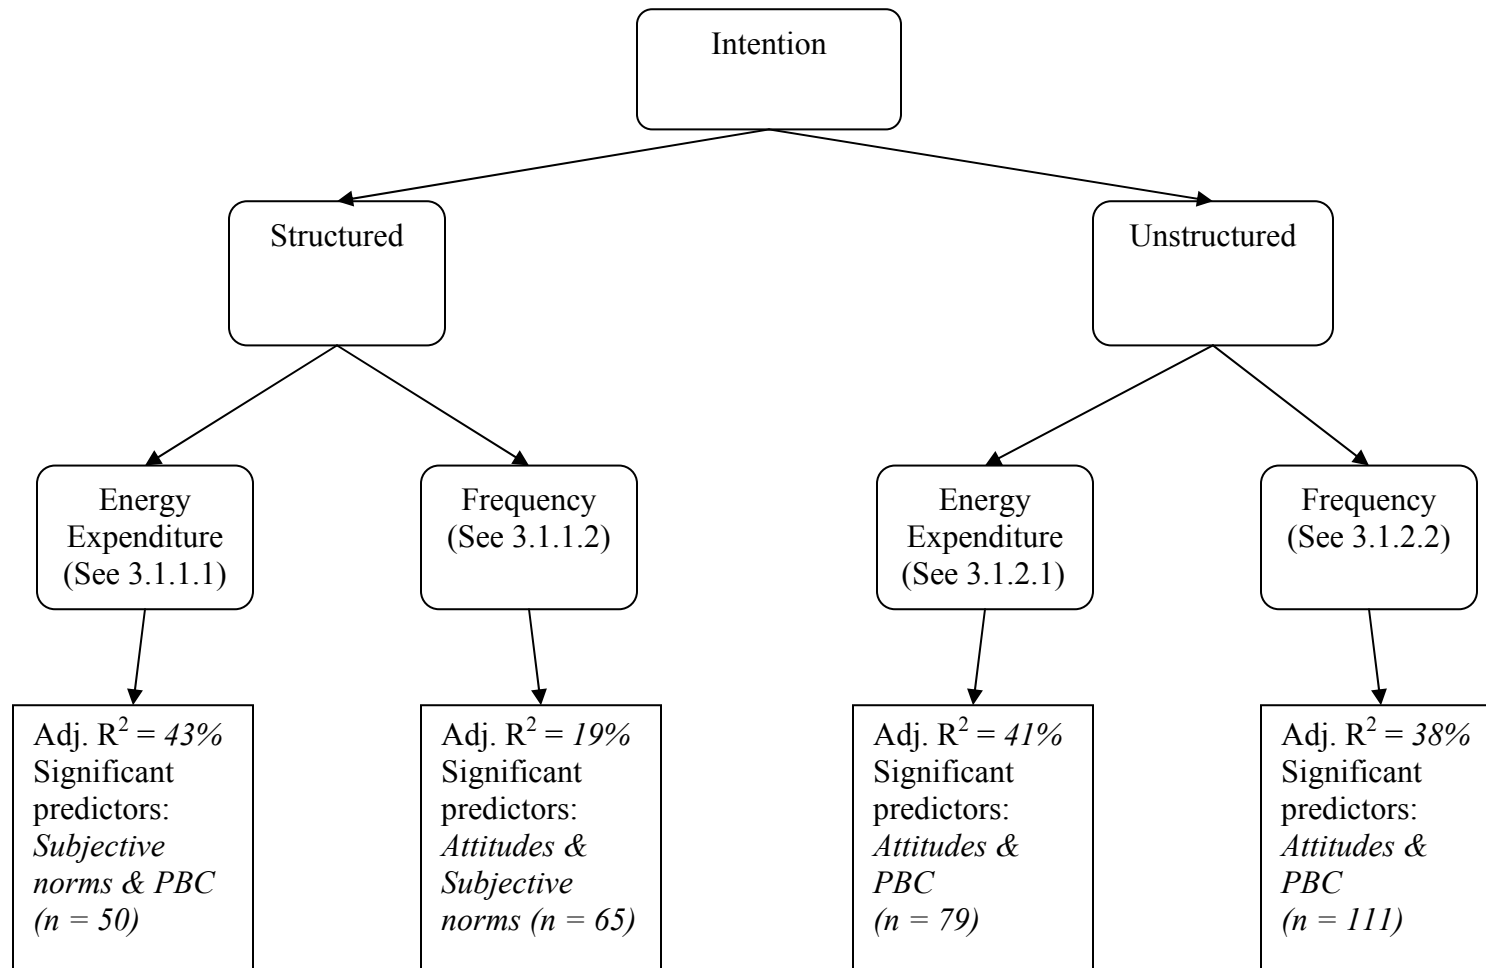 Intention
Structured
Unstructured
Energy
Expenditure
(See 3.1.1.1)
Frequency
(See 3.1.1.2)
Energy
Expenditure
(See 3.1.2.1)
Frequency
(See 3.1.2.2)
Adj. R² = 43%
Significant
predictors:
Subjective
norms & PBC
(n = 50)
Adj. R² = 19%
Significant
predictors:
Attitudes &
Subjective
norms (n = 65)
Adj. R² = 41%
Significant
predictors:
Attitudes &
PBC
(n = 79)
Adj. R² = 38%
Significant
predictors:
Attitudes &
PBC
(n = 111)